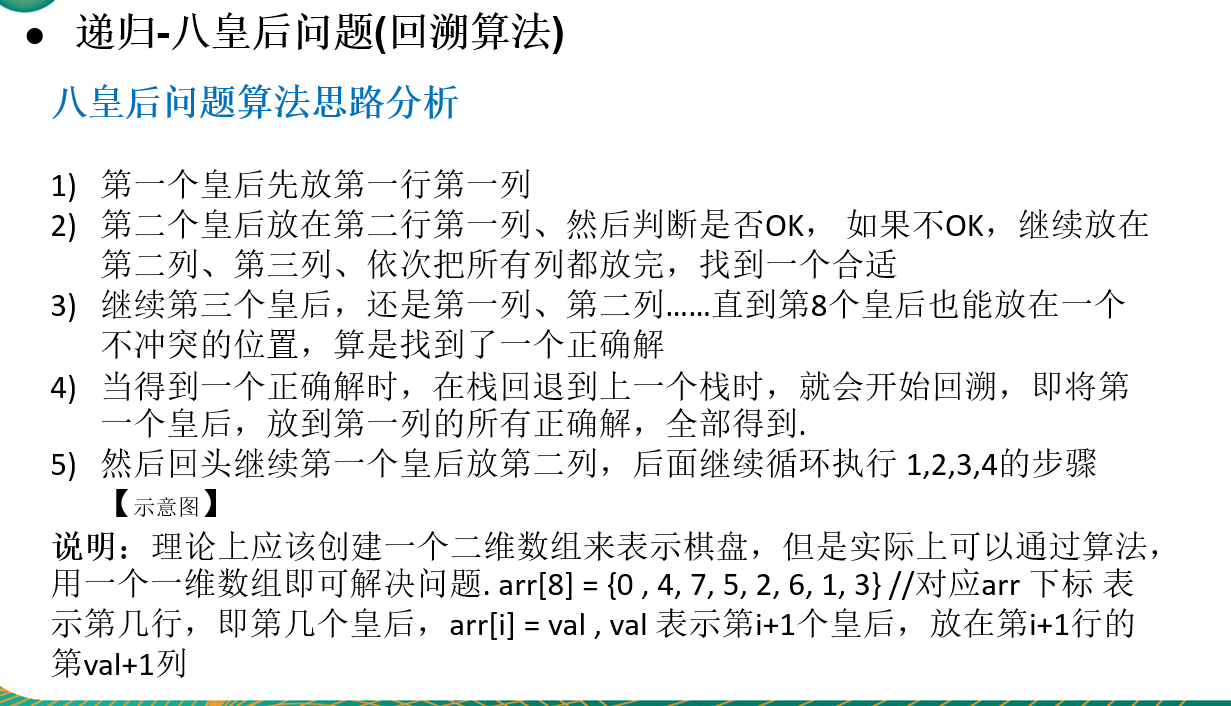 ● 递归-八皇后问题(回溯算法)
八皇后问题算法思路分析
1) 第一个皇后先放第一行第一列
2) 第二个皇后放在第二行第一列、然后判断是否OK， 如果不OK，继续放在
第二列、第三列、依次把所有列都放完，找到一个合适
3) 继续第三个皇后，还是第一列、第二列……直到第8个皇后也能放在一个
不冲突的位置，算是找到了一个正确解
4) 当得到一个正确解时，在栈回退到上一个栈时，就会开始回溯，即将第
一个皇后，放到第一列的所有正确解，全部得到.
5) 然后回头继续第一个皇后放第二列，后面继续循环执行 1,2,3,4的步骤
【示意图】
说明：理论上应该创建一个二维数组来表示棋盘，但是实际上可以通过算法，
用一个一维数组即可解决问题. arr[8] = {0 , 4, 7, 5, 2, 6, 1, 3} //对应arr 下标 表
示第几行，即第几个皇后，arr[i] = val , val 表示第i+1个皇后，放在第i+1行的
第val+1列